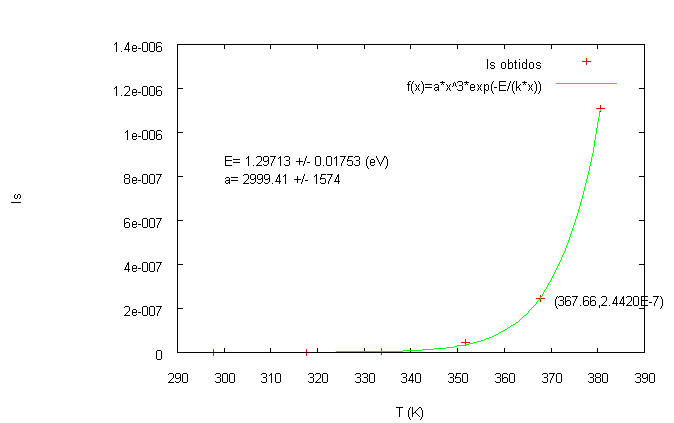 1.4e-006
1.2e-006
1e-006
8e-007
6e-007
4e-007
2e-007
0
Is
Is obtidos
f(x)=a*x^3*exp(-E/(k*x))
E= 1.29713 +/- 0.01753 (eV)
a= 2999.41 +/- 1574
(367.66,2.4420E-7)
290 300 310 320 330 340 350 360 370 380 390
T (K)